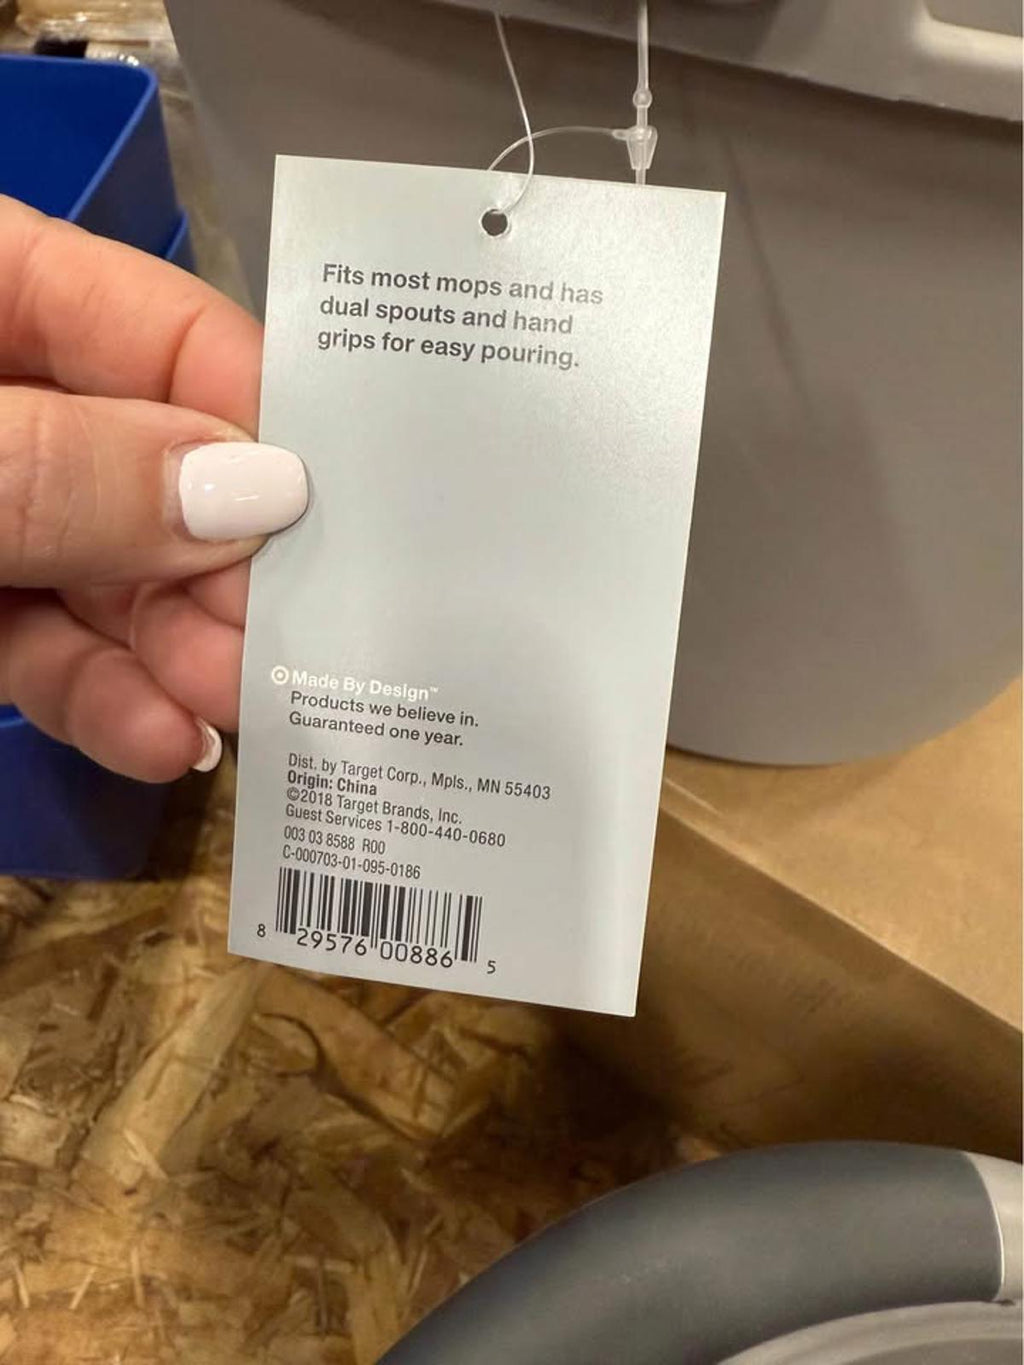 Fits most mops and has
dual spouts and hand
grips for easy pouring.
Made By Design™
Products we believe in.
Guaranteed one year.
Dist. by Target Corp., Mpls., MN 55403
Origin: China
©2018 Target Brands, Inc.
Guest Services 1-800-440-0680
003 03 8588 R00
C-000703-01-095-0186
8 29576 00886 5